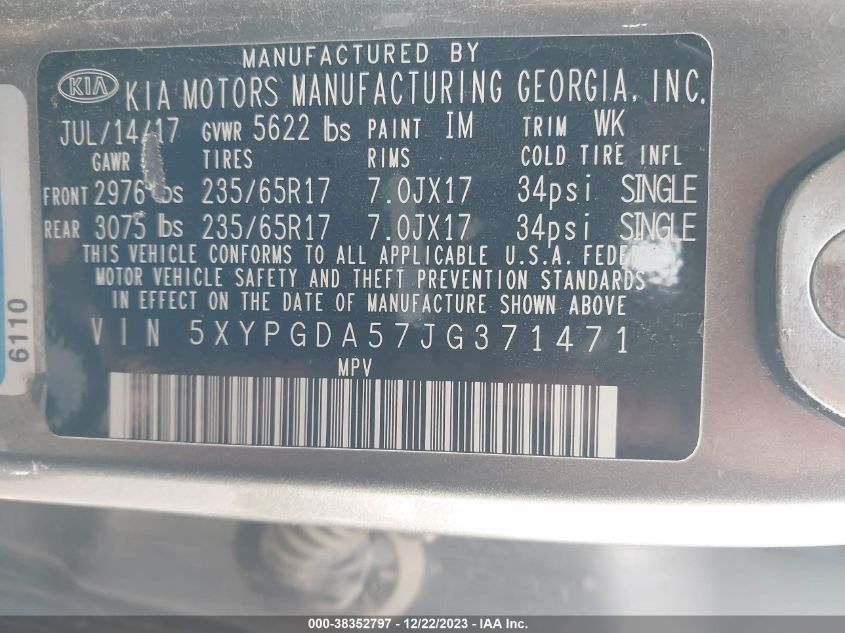 MANUFACTURED BY
KIA KIA MOTORS MANUFACTURING GEORGIA, INC.
JUL/14/17 GVWR 5622 lbs PAINT IM TRIM WK
GAWR TIRES RIMS COLD TIRE INFL
FRONT 2976 lbs 235/65R17 7.0JX17 34psi SINGLE
REAR 3075 lbs 235/65R17 7.0JX17 34psi SINGLE
THIS VEHICLE CONFORMS TO ALL APPLICABLE U.S.A. FEDERAL
MOTOR VEHICLE SAFETY AND THEFT PREVENTION STANDARDS
IN EFFECT ON THE DATE OF MANUFACTURE SHOWN ABOVE
VIN 5XYPGDA57JG371471
MPV
6110
000-38352797 - 12/22/2023 - IAA Inc.